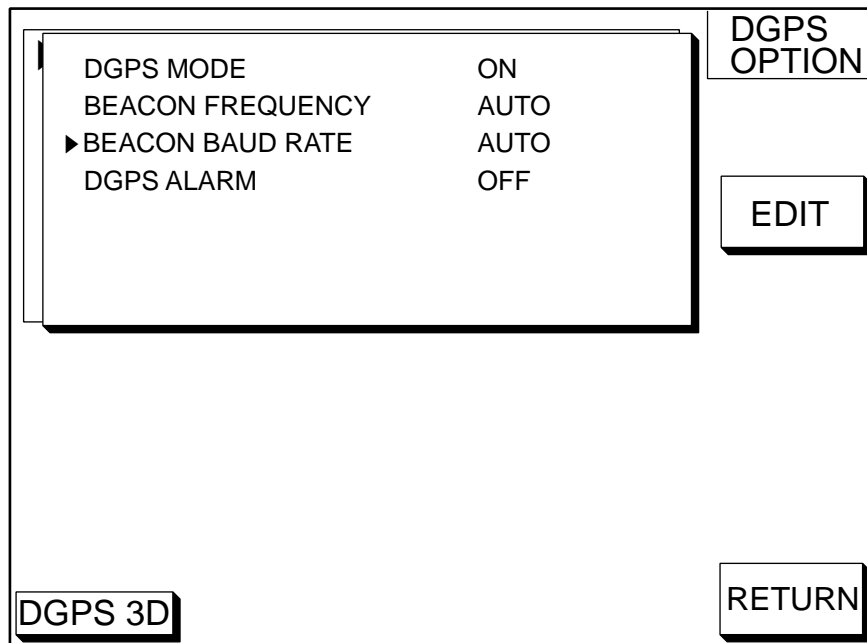 DGPS
OPTION
DGPS MODE ON
BEACON FREQUENCY AUTO
BEACON BAUD RATE AUTO
DGPS ALARM OFF
EDIT
DGPS 3D
RETURN